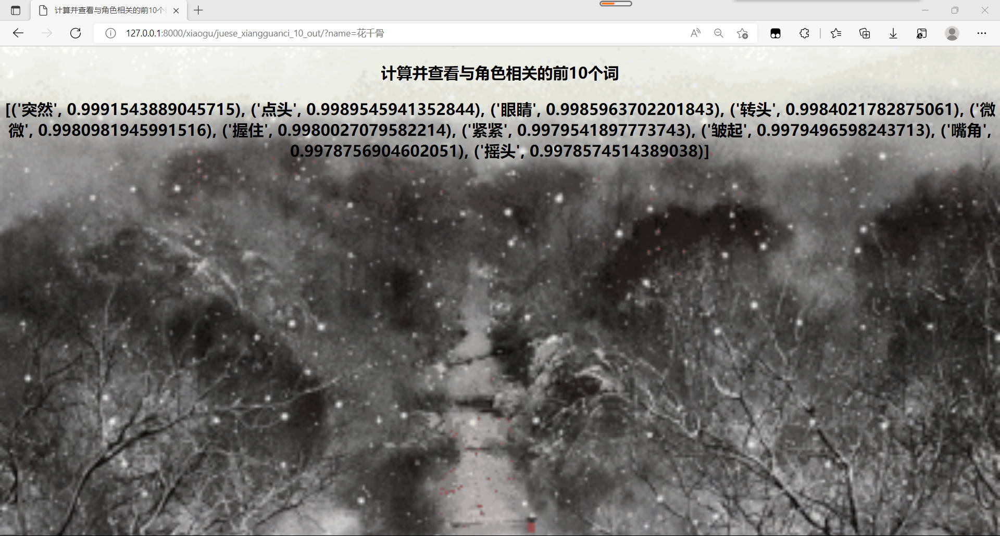 计算并查看与角色相关的前10个
127.0.0.1:8000/xiaogu/juese_xiangguanci_10_out/?name=花千骨
计算并查看与角色相关的前10个词
[('突然', 0.9991543889045715), ('点头', 0.9989545941352844), ('眼睛', 0.9985963702201843), ('转头', 0.9984021782875061), ('微
微', 0.9980981945991516), ('握住', 0.9980027079582214), ('紧紧', 0.9979541897773743), ('皱起', 0.9979496598243713), ('嘴角',
0.9978756904602051), ('摇头', 0.9978574514389038)]